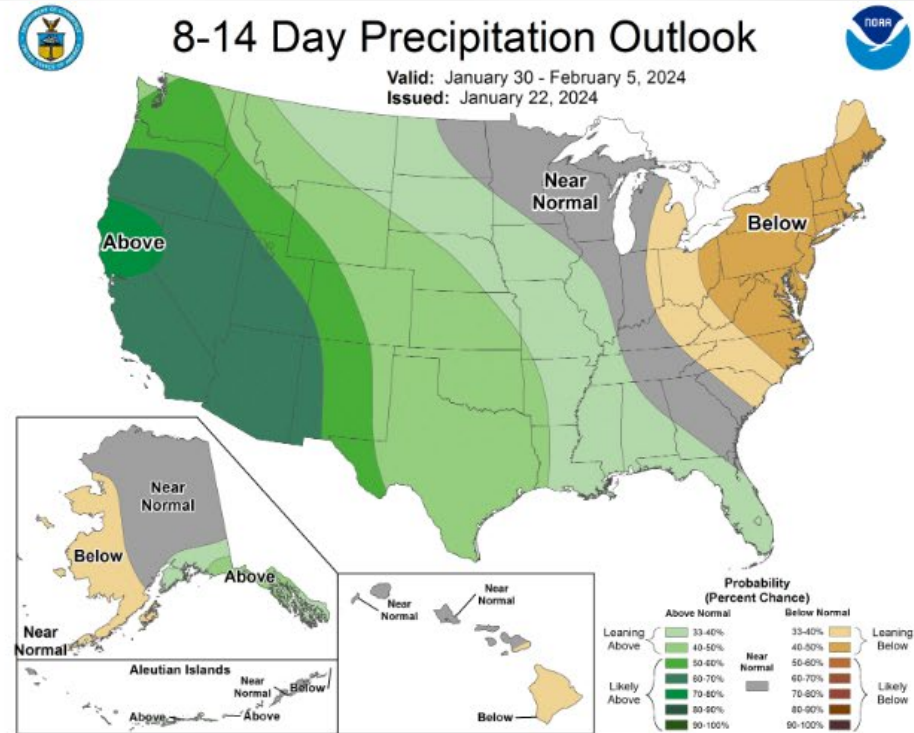 8-14 Day Precipitation Outlook
Valid: January 30 - February 5, 2024
Issued: January 22, 2024
NOAA
Near
Normal
Above
Below
Near
Normal
Below
Above
Near
Normal
Aleutian Islands
Near
Normal
Below
Above
Above
Near
Normal
Near
Normal
Below
Probability
(Percent Chance)
Above Normal
Below Normal
Leaning
Above
33-40%
40-50%
Likely
Above
50-60%
60-70%
70-80%
80-90%
90-100%
Near
Normal
33-40%
40-50%
Leaning
Below
50-60%
60-70%
70-80%
80-90%
90-100%
Likely
Below